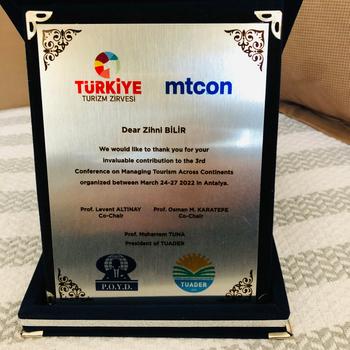 TÜRKİYE
TURİZM ZİRVESİ
mtcon
Dear Zihni BİLİR
We would like to thank you for your
invaluable contribution to the 3rd
Conference on Managing Tourism Across Continents
organized between March 24-27 2022 in Antalya.
Prof. Levent ALTINAY
Co-Chair
Prof. Osman M. KARATEPE
Co-Chair
Prof. Muharrem TUNA
President of TUADER
P.O.Y.D.
TUADER